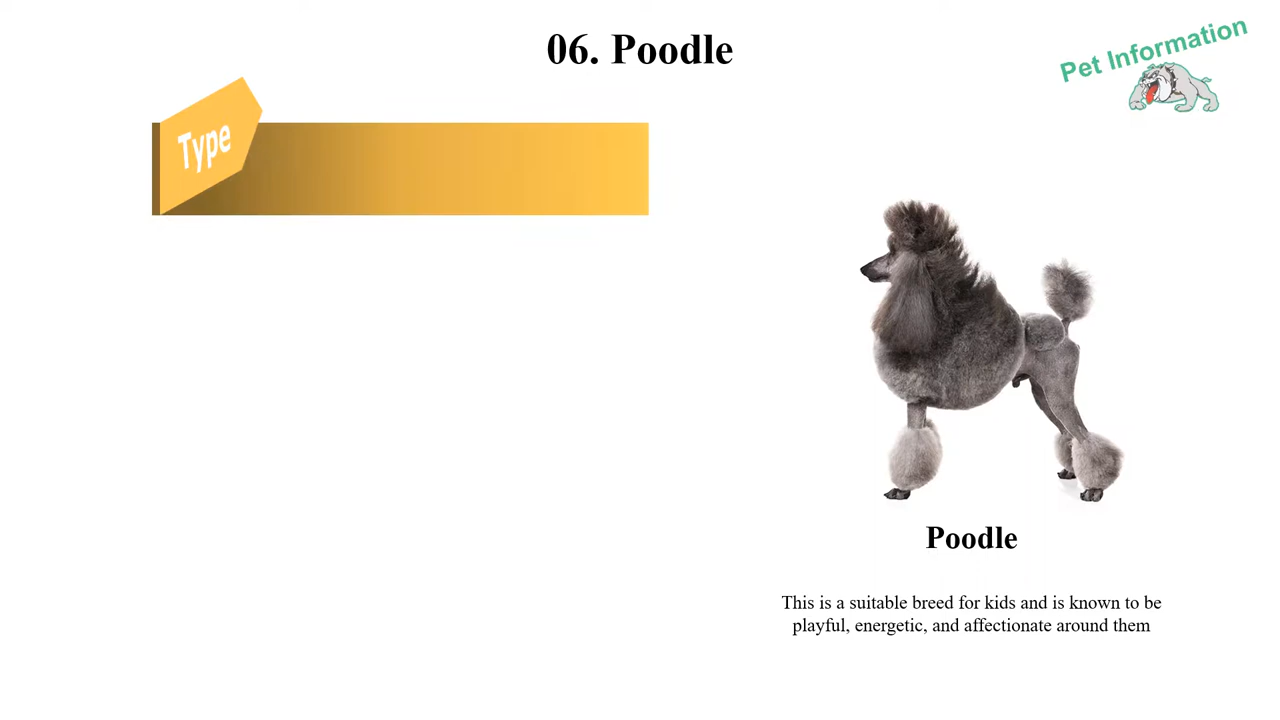 06. Poodle
Pet Information
Type
Poodle
This is a suitable breed for kids and is known to be
playful, energetic, and affectionate around them